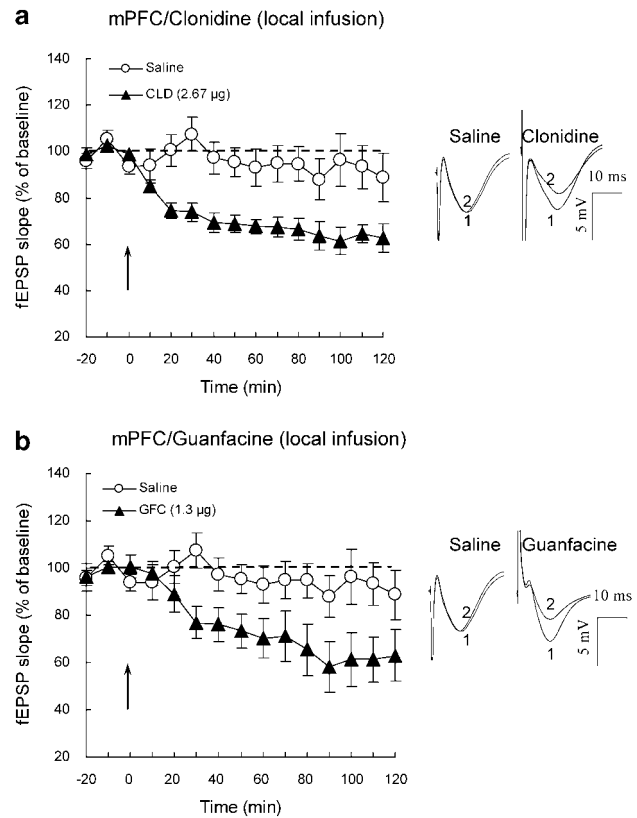 a
mPFC/Clonidine (local infusion)
140
120
100
80
60
40
20
fEPSP slope (% of baseline)
Saline
CLD (2.67 µg)
-20 0 20 40 60 80 100 120
Time (min)
Saline
Clonidine
2
1
2
1
10 ms
5 mV
b
mPFC/Guanfacine (local infusion)
140
120
100
80
60
40
20
fEPSP slope (% of baseline)
Saline
GFC (1.3 µg)
-20 0 20 40 60 80 100 120
Time (min)
Saline
Guanfacine
2
1
2
1
10 ms
5 mV